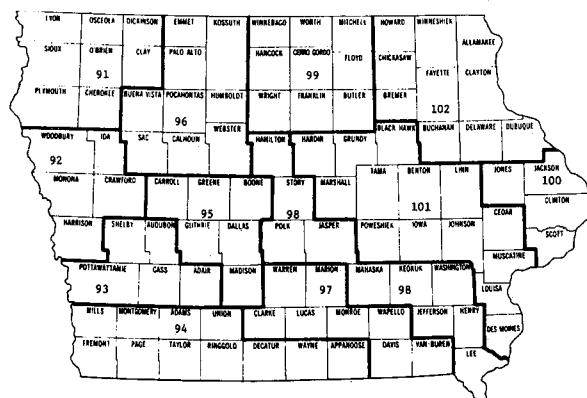 LYON OSCEOLA DICKINSON EMMET KOSSUTH WINNEBAGO WORTH MITCHELL HOWARD WINNESHIEK
ALLAMAKEE
SIOUX O'BRIEN CLAY PALO ALTO HANCOCK CERRO GORDO FLOYD CHICKASAW
91 99 FAYETTE CLAYTON
PLYMOUTH CHEROKEE BUENA VISTA POCAHONTAS HUMBOLDT WRIGHT FRANKLIN BUTLER BREMER 102
96 WEBSTER
WOODBURY IDA SAC CALHOUN HAMILTON HARDIN GRUNDY BLACK HAWK BUCHANAN DELAWARE DUBUQUE
92
MONONA CRAWFORD CARROLL GREENE BOONE STORY MARSHALL TAMA BENTON LINN JONES JACKSON
100
95 98 101 CLINTON
CEDAR
HARRISON SHELBY AUDUBON GUTHRIE DALLAS POLK JASPER POWESHIEK IOWA JOHNSON SCOTT
MUSCATINE
POTTAWATTAMIE CASS ADAIR MADISON WARREN MARION MAHASKA KEOKUK WASHINGTON
93 97 98 LOUISA
MILLS MONTGOMERY ADAMS UNION CLARKE LUCAS MONROE WAPELLO JEFFERSON HENRY
94 DES MOINES
FREMONT PAGE TAYLOR RINGGOLD DECATUR WAYNE APPANOOSE DAVIS VAN-BUREN
LEE